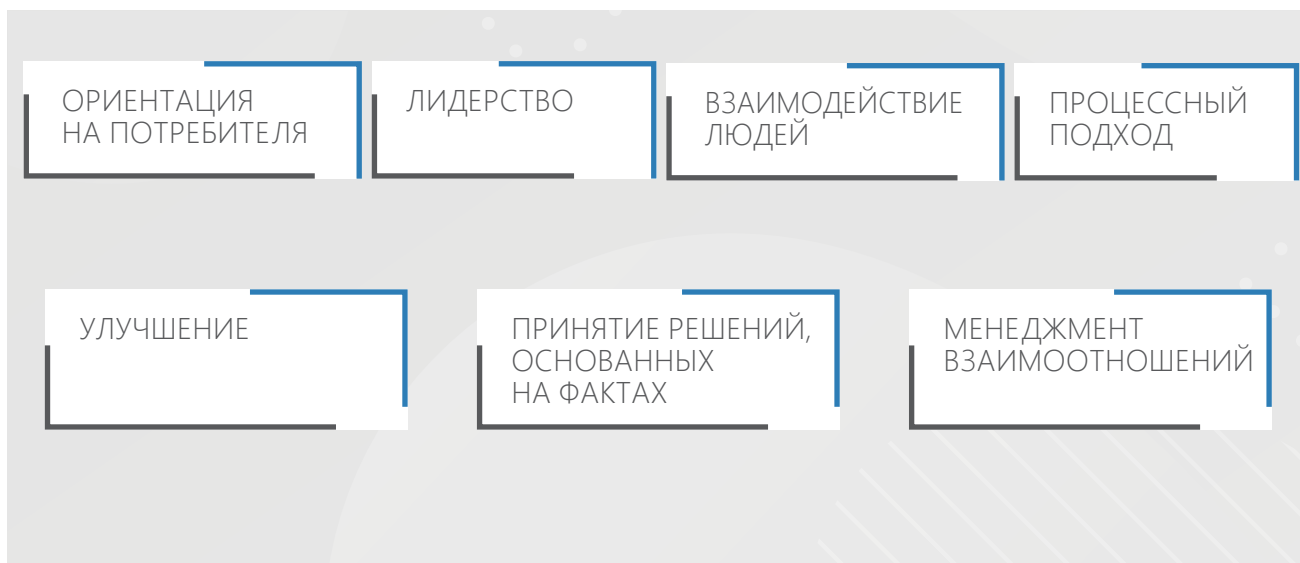 ОРИЕНТАЦИЯ
НА ПОТРЕБИТЕЛЯ
ЛИДЕРСТВО
ВЗАИМОДЕЙСТВИЕ
ЛЮДЕЙ
ПРОЦЕССНЫЙ
ПОДХОД
УЛУЧШЕНИЕ
ПРИНЯТИЕ РЕШЕНИЙ,
ОСНОВАННЫХ
НА ФАКТАХ
МЕНЕДЖМЕНТ
ВЗАИМООТНОШЕНИЙ